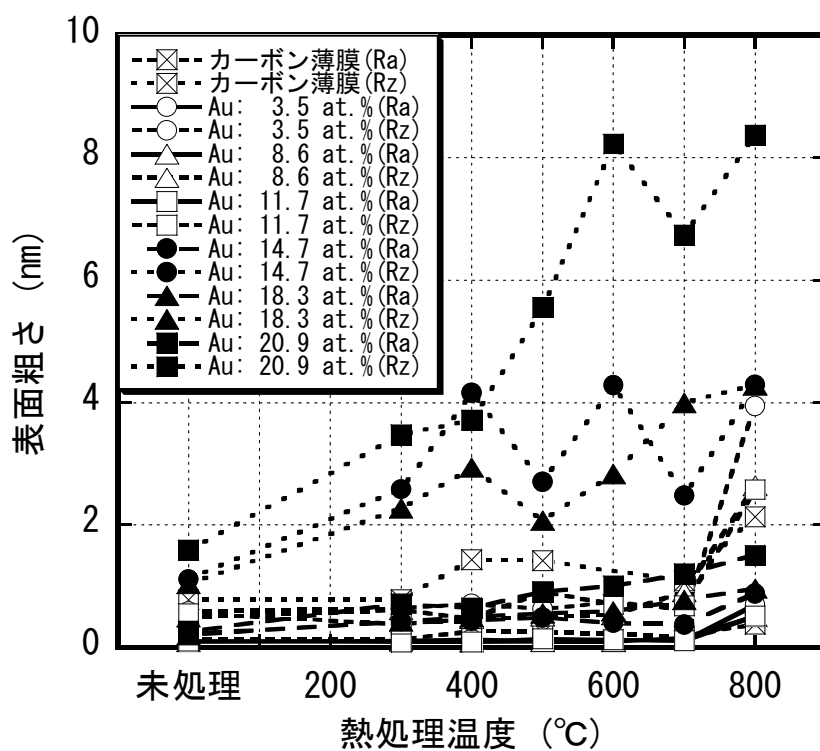 10
8
6
4
2
0
表面粗さ (nm)
カーボン薄膜(Ra)
カーボン薄膜(Rz)
Au: 3.5 at.%(Ra)
Au: 3.5 at.%(Rz)
Au: 8.6 at.%(Ra)
Au: 8.6 at.%(Rz)
Au: 11.7 at.%(Ra)
Au: 11.7 at.%(Rz)
Au: 14.7 at.%(Ra)
Au: 14.7 at.%(Rz)
Au: 18.3 at.%(Ra)
Au: 18.3 at.%(Rz)
Au: 20.9 at.%(Ra)
Au: 20.9 at.%(Rz)
未処理 200 400 600 800
熱処理温度 (℃)